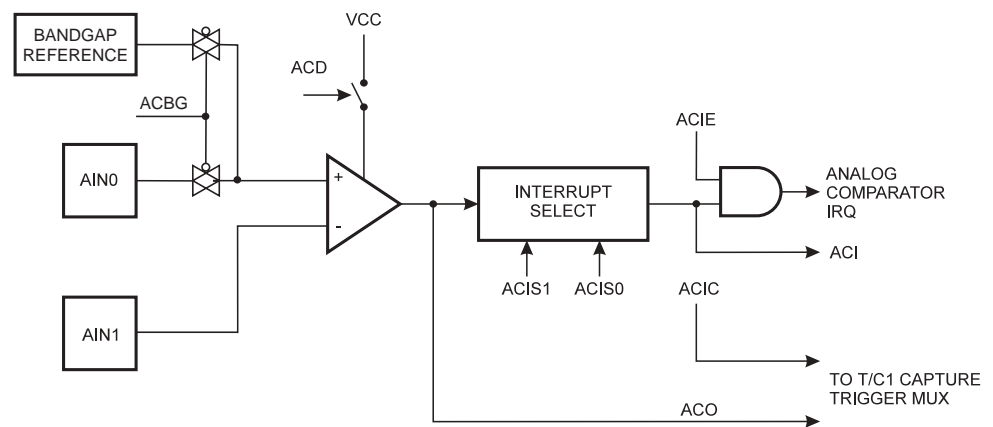 BANDGAP
REFERENCE
VCC
ACD
ACBG
ACIE
AIN0
+
-
INTERRUPT
SELECT
ANALOG
COMPARATOR
IRQ
ACI
ACIS1
ACIS0
ACIC
AIN1
TO T/C1 CAPTURE
TRIGGER MUX
ACO